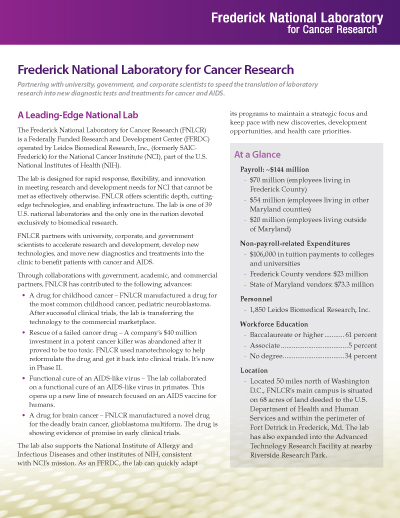 Frederick National Laboratory
for Cancer Research
Frederick National Laboratory for Cancer Research
Partnering with university, government, and corporate scientists to speed the translation of laboratory
research into new diagnostic tests and treatments for cancer and AIDS.
A Leading-Edge National Lab
The Frederick National Laboratory for Cancer Research (FNLCR)
is a Federally Funded Research and Development Center (FFRDC)
operated by Leidos Biomedical Research, Inc., (formerly SAIC-
Frederick) for the National Cancer Institute (NCI), part of the U.S.
National Institutes of Health (NIH).
The lab is designed for rapid response, flexibility, and innovation
in meeting research and development needs for NCI that cannot be
met as effectively otherwise. FNLCR offers scientific depth, cutting-
edge technologies, and enabling infrastructure. The lab is one of 39
U.S. national laboratories and the only one in the nation devoted
exclusively to biomedical research.
FNLCR partners with university, corporate, and government
scientists to accelerate research and development, develop new
technologies, and move new diagnostics and treatments into the
clinic to benefit patients with cancer and AIDS.
Through collaborations with government, academic, and commercial
partners, FNLCR has contributed to the following advances:
• A drug for childhood cancer – FNLCR manufactured a drug for
the most common childhood cancer, pediatric neuroblastoma.
After successful clinical trials, the lab is transferring the
technology to the commercial marketplace.
• Rescue of a failed cancer drug – A company's $40 million
investment in a potent cancer killer was abandoned after it
proved to be too toxic. FNLCR used nanotechnology to help
reformulate the drug and get it back into clinical trials. It's now
in Phase II.
• Functional cure of an AIDS-like virus – The lab collaborated
on a functional cure of an AIDS-like virus in primates. This
opens up a new line of research focused on an AIDS vaccine for
humans.
• A drug for brain cancer – FNLCR manufactured a novel drug
for the deadly brain cancer, glioblastoma multiform. The drug is
showing evidence of promise in early clinical trials.
The lab also supports the National Institute of Allergy and
Infectious Diseases and other institutes of NIH, consistent
with NCI's mission. As an FFRDC, the lab can quickly adapt
its programs to maintain a strategic focus and
keep pace with new discoveries, development
opportunities, and health care priorities.
At a Glance
Payroll: ~$144 million
– $70 million (employees living in
Frederick County)
– $54 million (employees living in other
Maryland counties)
– $20 million (employees living outside
of Maryland)
Non-payroll-related Expenditures
– $106,000 in tuition payments to colleges
and universities
– Frederick County vendors: $23 million
– State of Maryland vendors: $73.3 million
Personnel
– 1,850 Leidos Biomedical Research, Inc.
Workforce Education
– Baccalaureate or higher ............61 percent
– Associate ....................................5 percent
– No degree.................................34 percent
Location
– Located 50 miles north of Washington
D.C., FNLCR's main campus is situated
on 68 acres of land deeded to the U.S.
Department of Health and Human
Services and within the perimeter of
Fort Detrick in Frederick, Md. The lab
has also expanded into the Advanced
Technology Research Facility at nearby
Riverside Research Park.